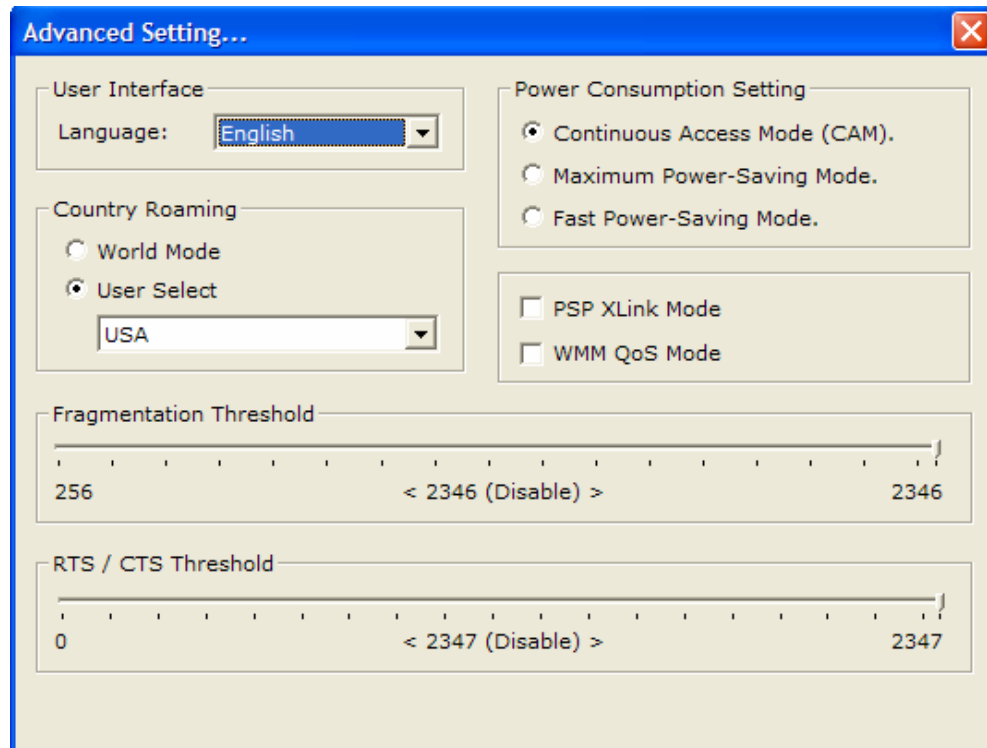 Advanced Setting...
User Interface
Language: English
Country Roaming
World Mode
User Select
USA
Power Consumption Setting
Continuous Access Mode (CAM).
Maximum Power-Saving Mode.
Fast Power-Saving Mode.
PSP XLink Mode
WMM QoS Mode
Fragmentation Threshold
256 < 2346 (Disable) > 2346
RTS / CTS Threshold
0 < 2347 (Disable) > 2347